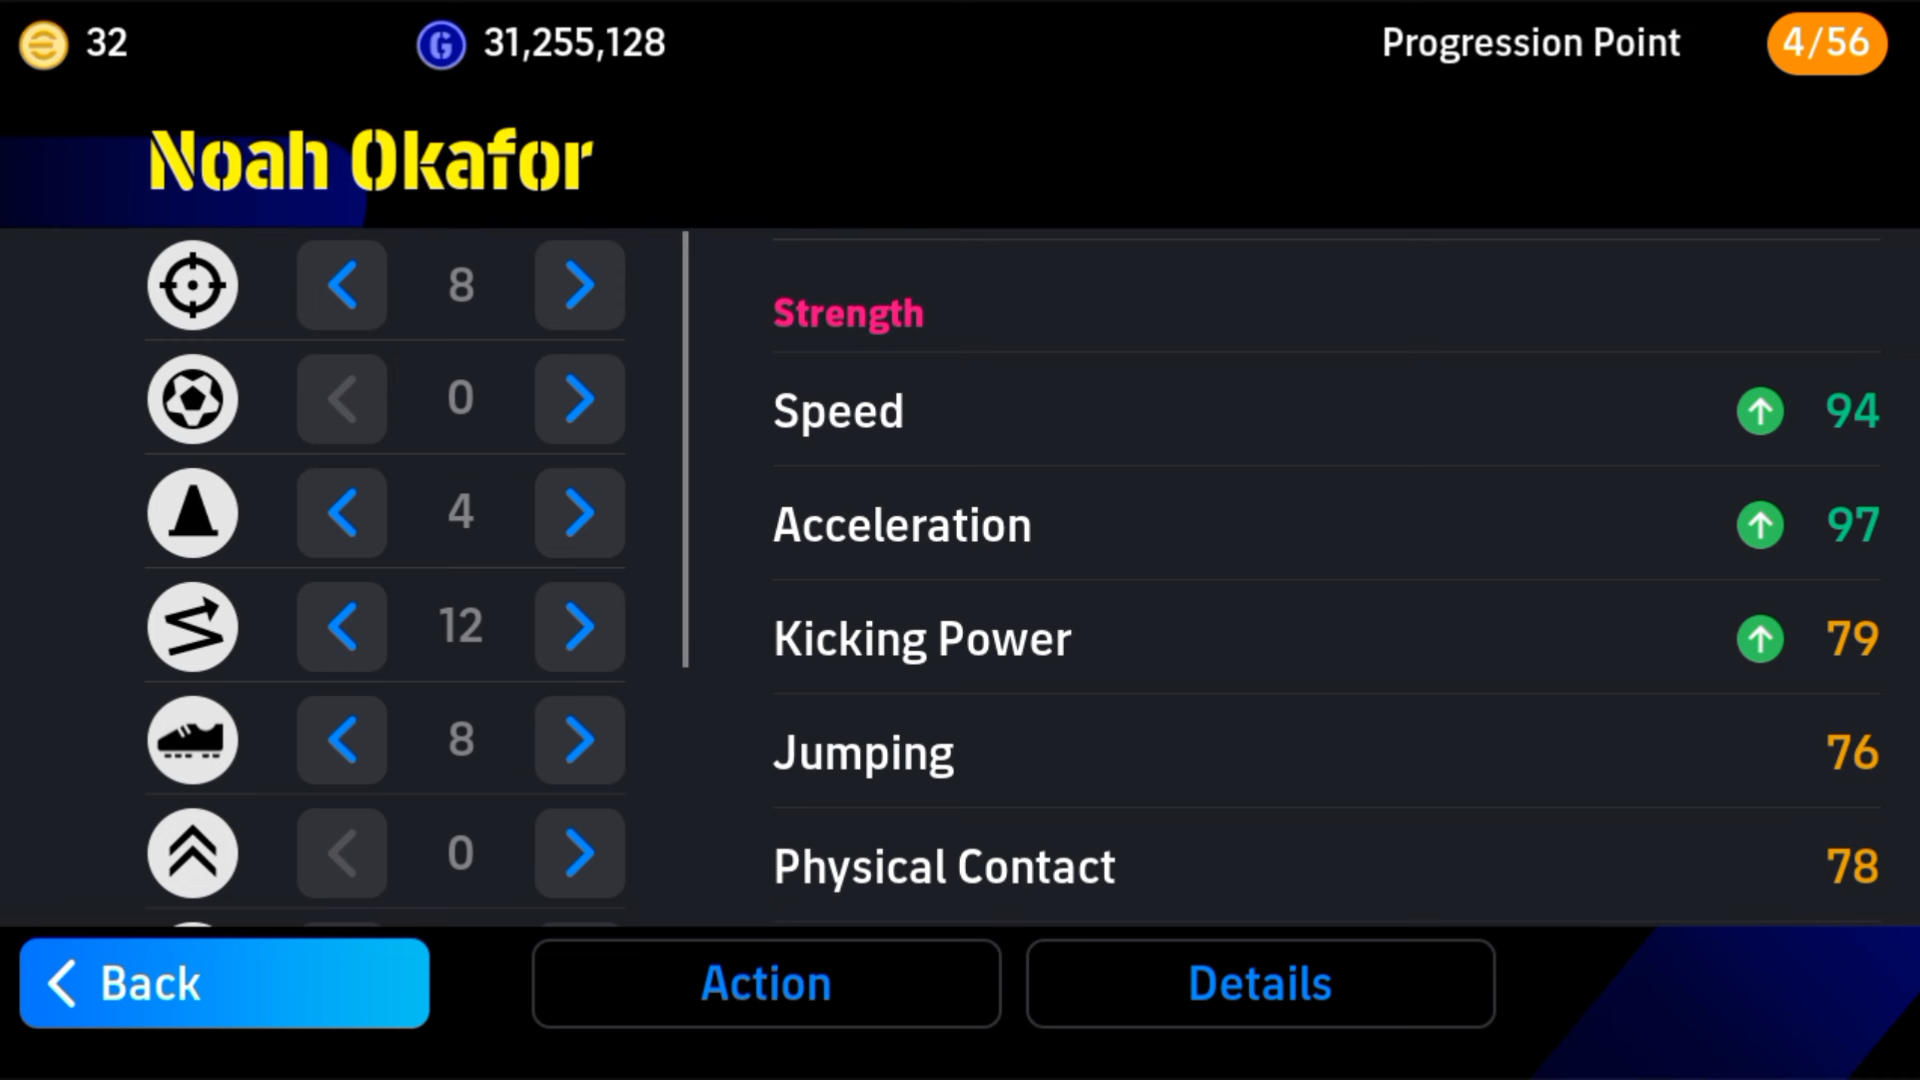 32
31,255,128
Progression Point
4/56
Noah Okafor
8
0
4
12
8
0
Strength
Speed 94
Acceleration 97
Kicking Power 79
Jumping 76
Physical Contact 78
Back
Action
Details